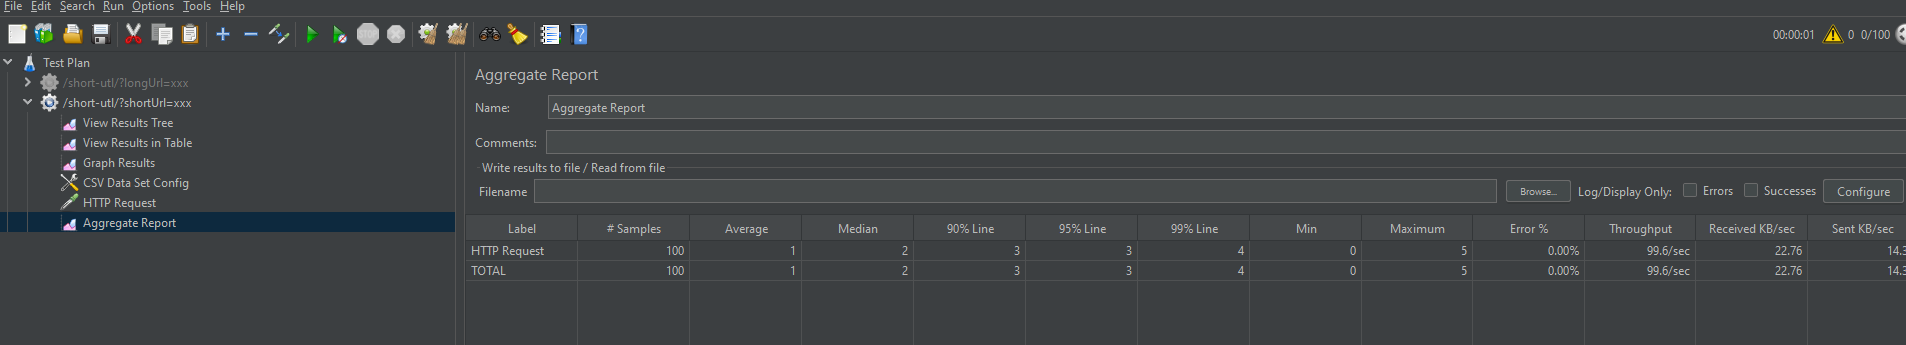 File Edit Search Run Options Tools Help
00:00:01 0 0/100
Test Plan
/short-utl/?longUrl=xxx
/short-utl/?shortUrl=xxx
View Results Tree
View Results in Table
Graph Results
CSV Data Set Config
HTTP Request
Aggregate Report
Aggregate Report
Name: Aggregate Report
Comments:
Write results to file / Read from file
Filename Browse... Log/Display Only: Errors Successes Configure
Label # Samples Average Median 90% Line 95% Line 99% Line Min Maximum Error % Throughput Received KB/sec Sent KB/sec
HTTP Request 100 1 2 3 3 4 0 5 0.00% 99.6/sec 22.76 14.3
TOTAL 100 1 2 3 3 4 0 5 0.00% 99.6/sec 22.76 14.3